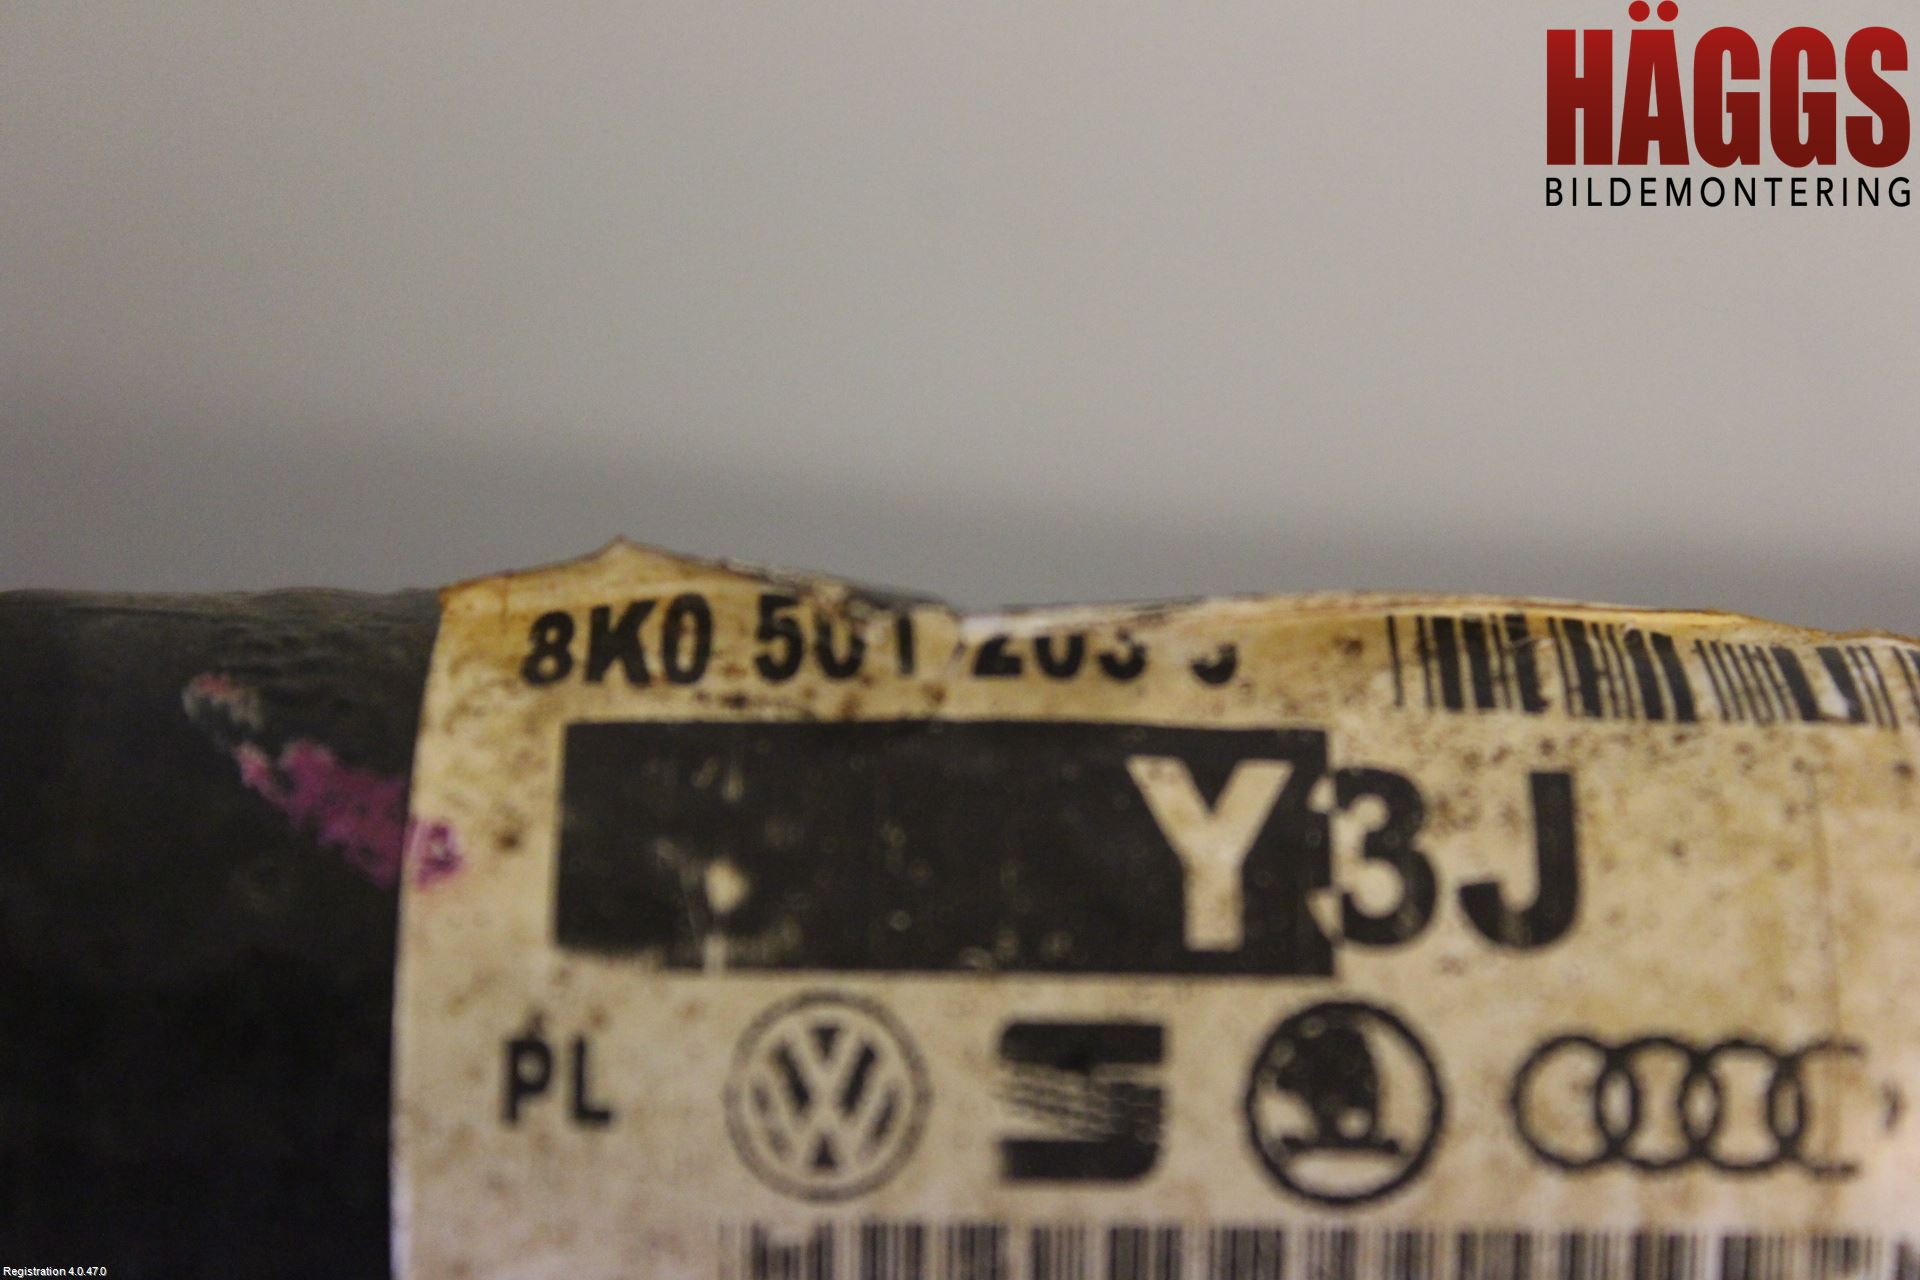 HÄGGS
BILDEMONTERING
8K0 501 203 J
Y3J
PL
Registration 4.0.47.0